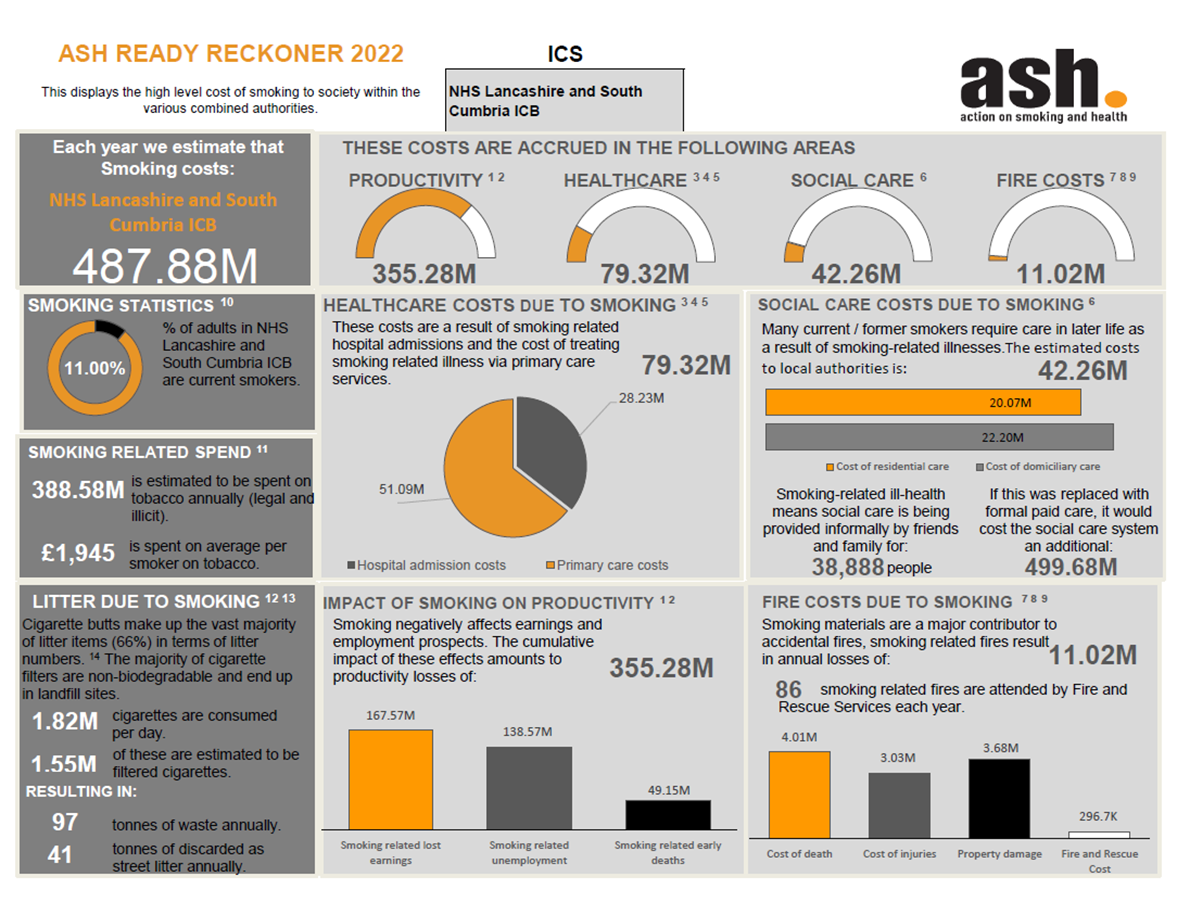 ASH READY RECKONER 2022
This displays the high level cost of smoking to society within the
various combined authorities.
ICS
NHS Lancashire and South
Cumbria ICB
ash.
action on smoking and health
Each year we estimate that
Smoking costs:
NHS Lancashire and South
Cumbria ICB
487.88M
THESE COSTS ARE ACCRUED IN THE FOLLOWING AREAS
PRODUCTIVITY 1 2
355.28M
HEALTHCARE 3 4 5
79.32M
SOCIAL CARE 6
42.26M
FIRE COSTS 7 8 9
11.02M
SMOKING STATISTICS 10
11.00%
% of adults in NHS
Lancashire and
South Cumbria ICB
are current smokers.
SMOKING RELATED SPEND 11
388.58M
is estimated to be spent on
tobacco annually (legal and
illicit).
£1,945
is spent on average per
smoker on tobacco.
LITTER DUE TO SMOKING 12 13
Cigarette butts make up the vast majority
of litter items (66%) in terms of litter
numbers. 14 The majority of cigarette
filters are non-biodegradable and end up
in landfill sites.
1.82M
cigarettes are consumed
per day.
1.55M
of these are estimated to be
filtered cigarettes.
RESULTING IN:
97
tonnes of waste annually.
41
tonnes of discarded as
street litter annually.
HEALTHCARE COSTS DUE TO SMOKING 3 4 5
These costs are a result of smoking related
hospital admissions and the cost of treating
smoking related illness via primary care
services.
79.32M
28.23M
51.09M
Hospital admission costs
Primary care costs
SOCIAL CARE COSTS DUE TO SMOKING 6
Many current / former smokers require care in later life as
a result of smoking-related illnesses.The estimated costs
to local authorities is:
42.26M
20.07M
22.20M
Cost of residential care
Cost of domiciliary care
Smoking-related ill-health
means social care is being
provided informally by friends
and family for:
38,888 people
If this was replaced with
formal paid care, it would
cost the social care system
an additional:
499.68M
IMPACT OF SMOKING ON PRODUCTIVITY 1 2
Smoking negatively affects earnings and
employment prospects. The cumulative
impact of these effects amounts to
productivity losses of:
355.28M
167.57M
138.57M
49.15M
Smoking related lost
earnings
Smoking related
unemployment
Smoking related early
deaths
FIRE COSTS DUE TO SMOKING 7 8 9
Smoking materials are a major contributor to
accidental fires, smoking related fires result
in annual losses of:
11.02M
86 smoking related fires are attended by Fire and
Rescue Services each year.
4.01M
3.03M
3.68M
296.7K
Cost of death
Cost of injuries
Property damage
Fire and Rescue
Cost